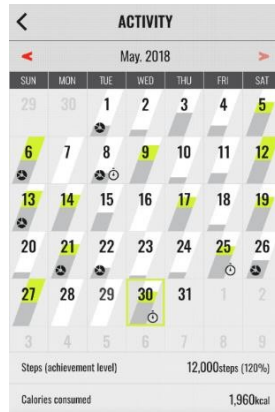 ACTIVITY
May. 2018
SUN MON TUE WED THU FRI SAT
29 30 1 2 3 4 5
6 7 8 9 10 11 12
13 14 15 16 17 18 19
20 21 22 23 24 25 26
27 28 29 30 31 1 2
3 4 5 6 7 8 9
Steps (achievement level) 12,000steps (120%)
Calories consumed 1,960kcal